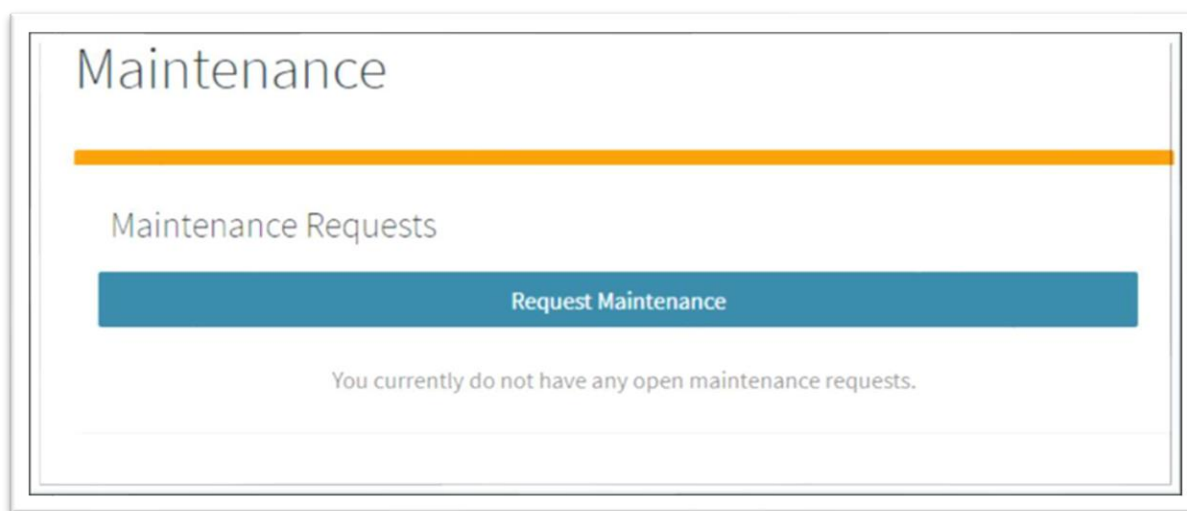 Maintenance
Maintenance Requests
Request Maintenance
You currently do not have any open maintenance requests.